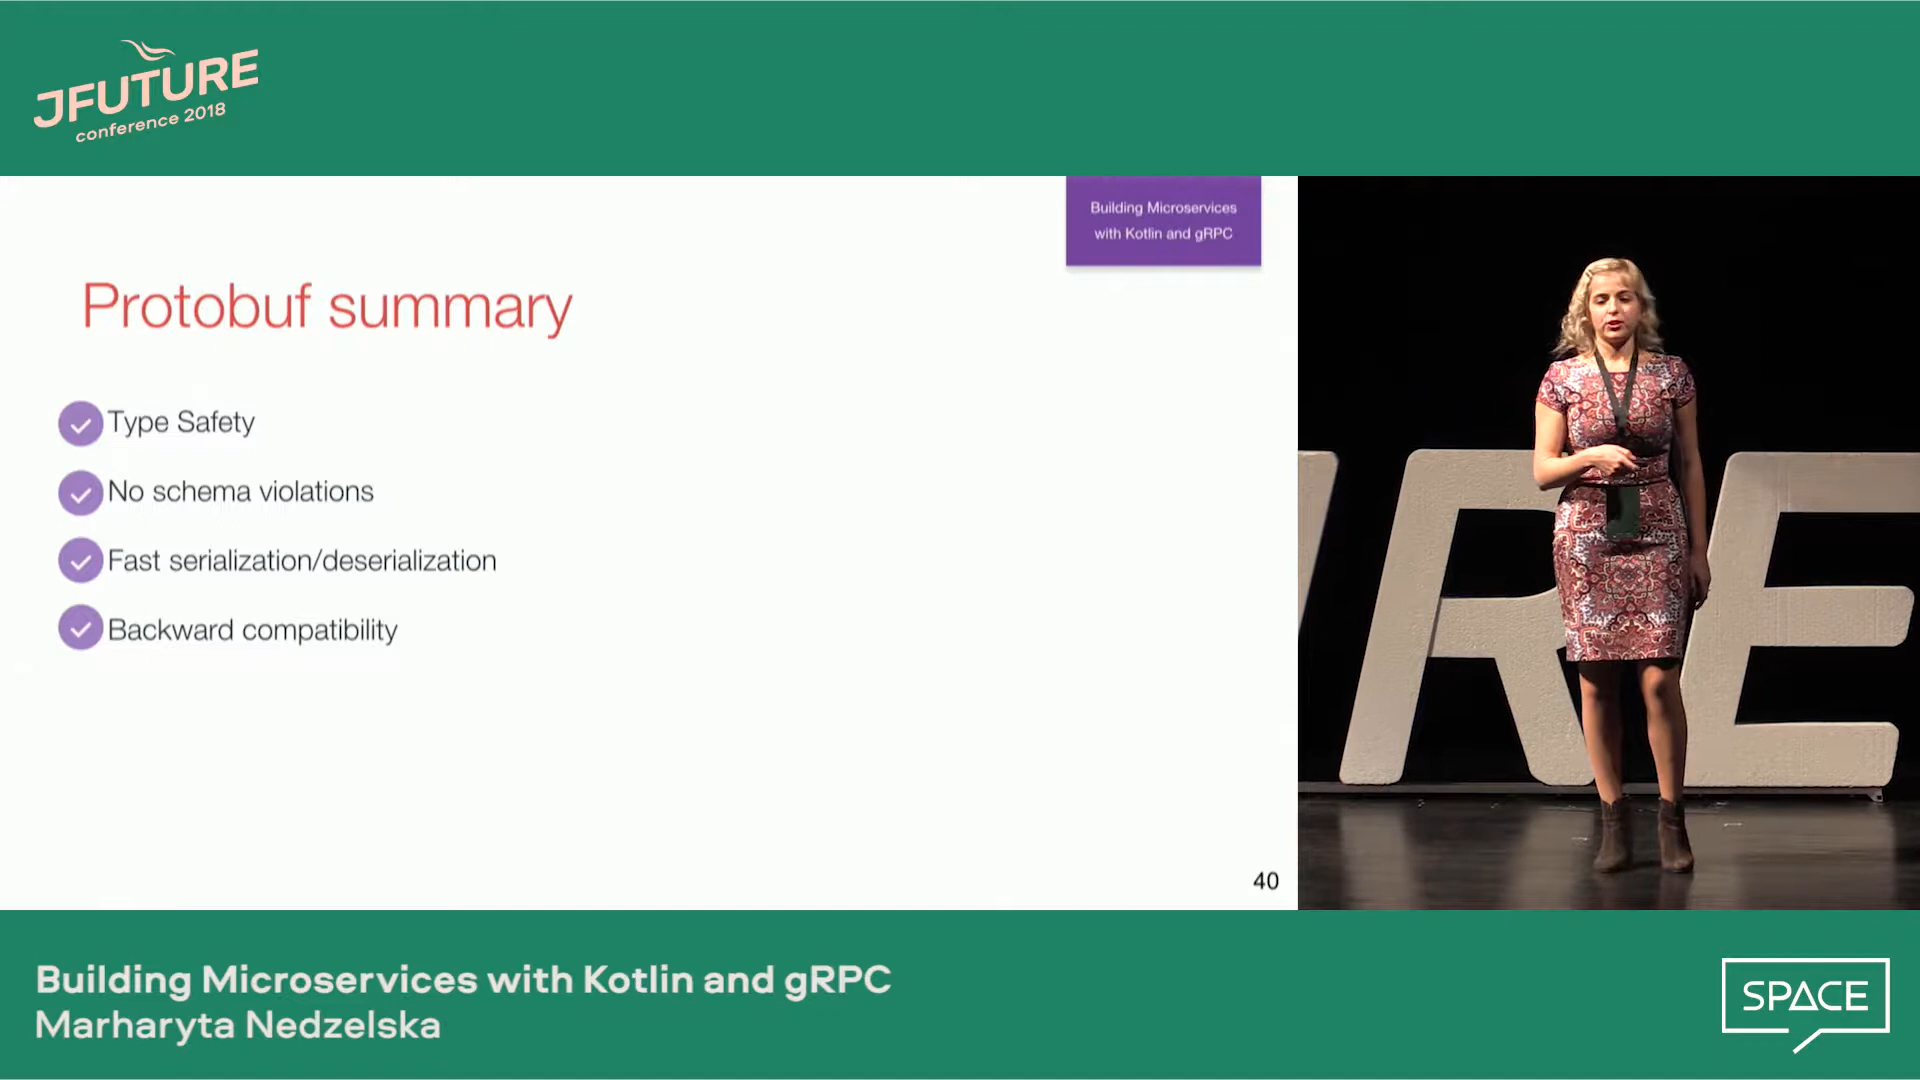 JFUTURE
conference 2018
Building Microservices
with Kotlin and gRPC
Protobuf summary
Type Safety
No schema violations
Fast serialization/deserialization
Backward compatibility
40
RE
Building Microservices with Kotlin and gRPC
Marharyta Nedzelska
SPACE